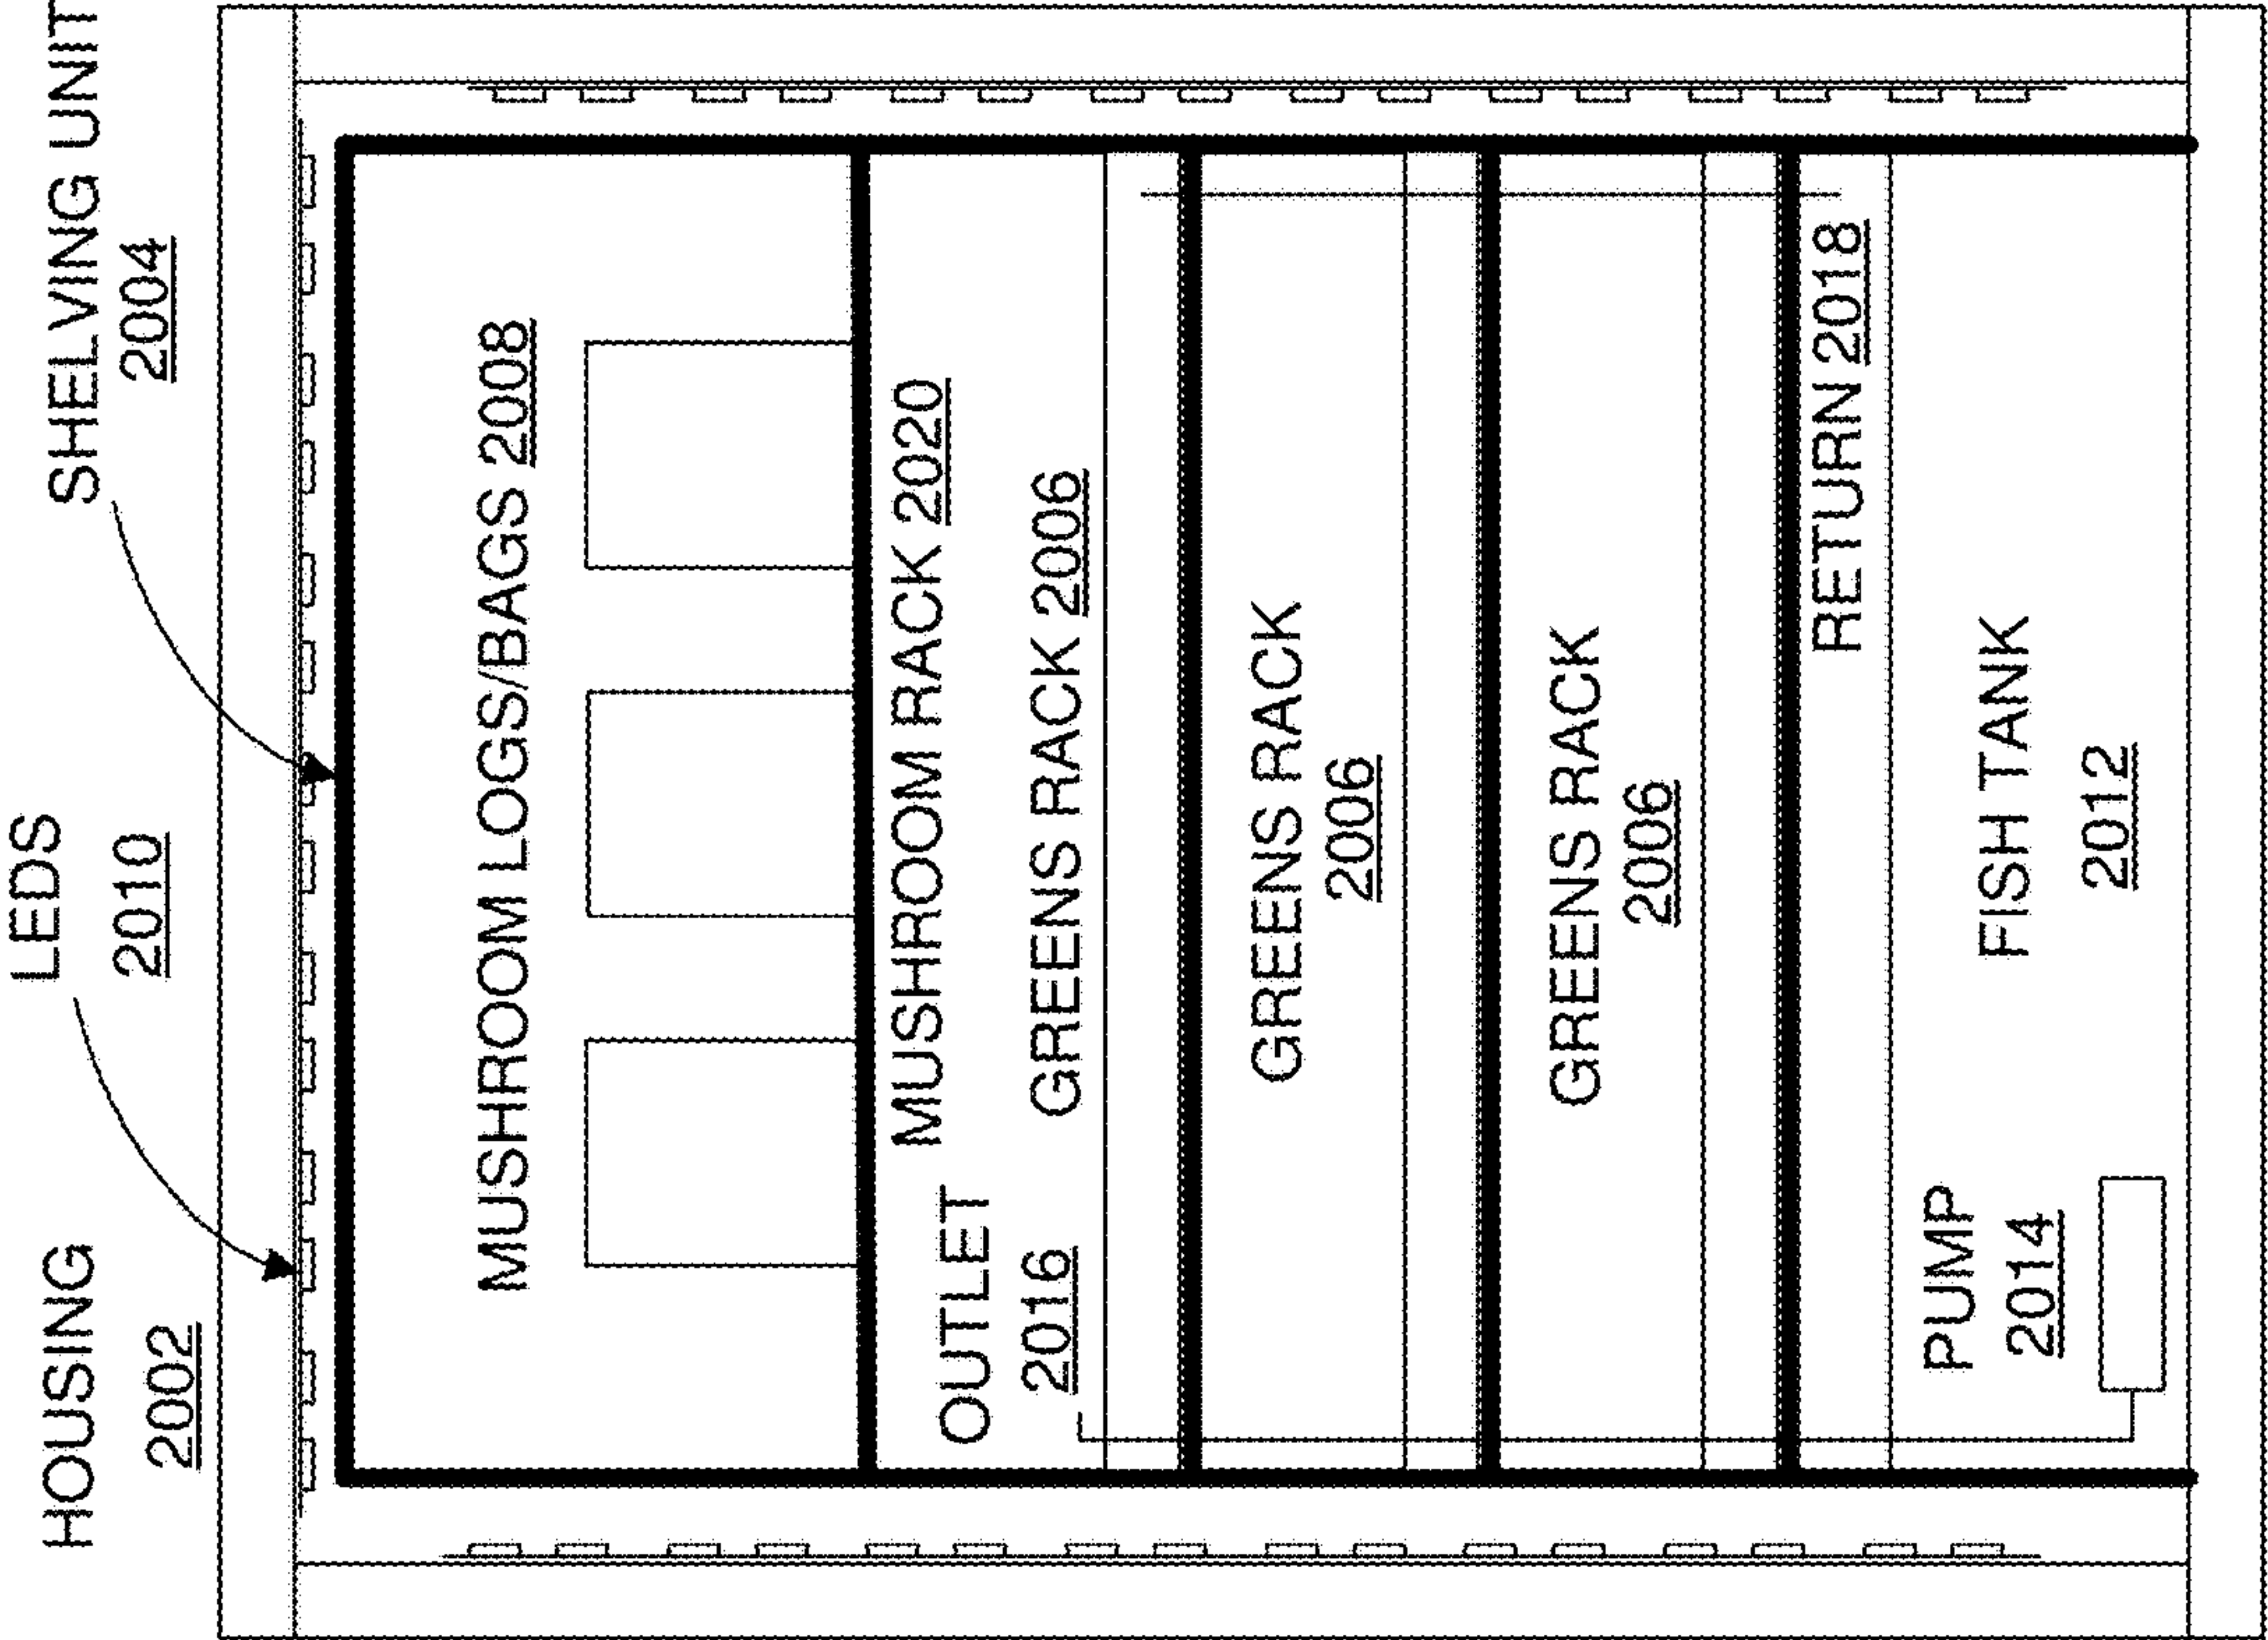 HOUSING
2002
LEDS
2010
SHELVING UNIT
2004
MUSHROOM LOGS/BAGS 2008
MUSHROOM RACK 2020
OUTLET
2016
GREENS RACK 2006
GREENS RACK
2006
GREENS RACK
2006
RETURN 2018
PUMP
2014
FISH TANK
2012